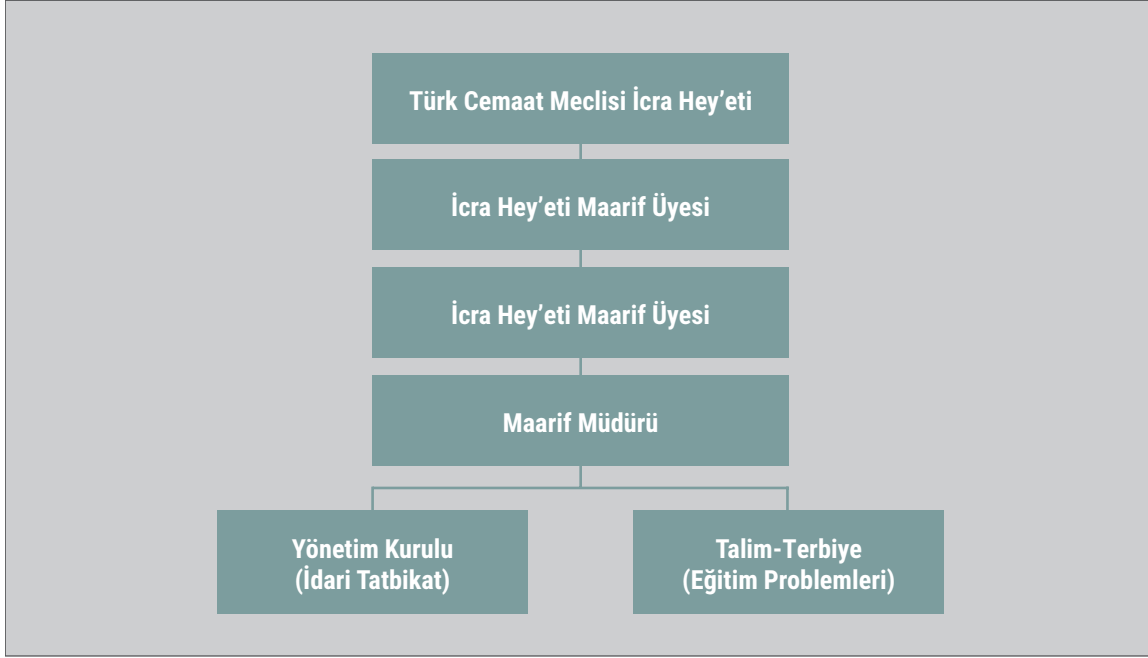 Türk Cemaat Meclisi İcra Hey’eti
İcra Hey’eti Maarif Üyesi
İcra Hey’eti Maarif Üyesi
Maarif Müdürü
Yönetim Kurulu
(İdari Tatbikat)
Talim-Terbiye
(Eğitim Problemleri)